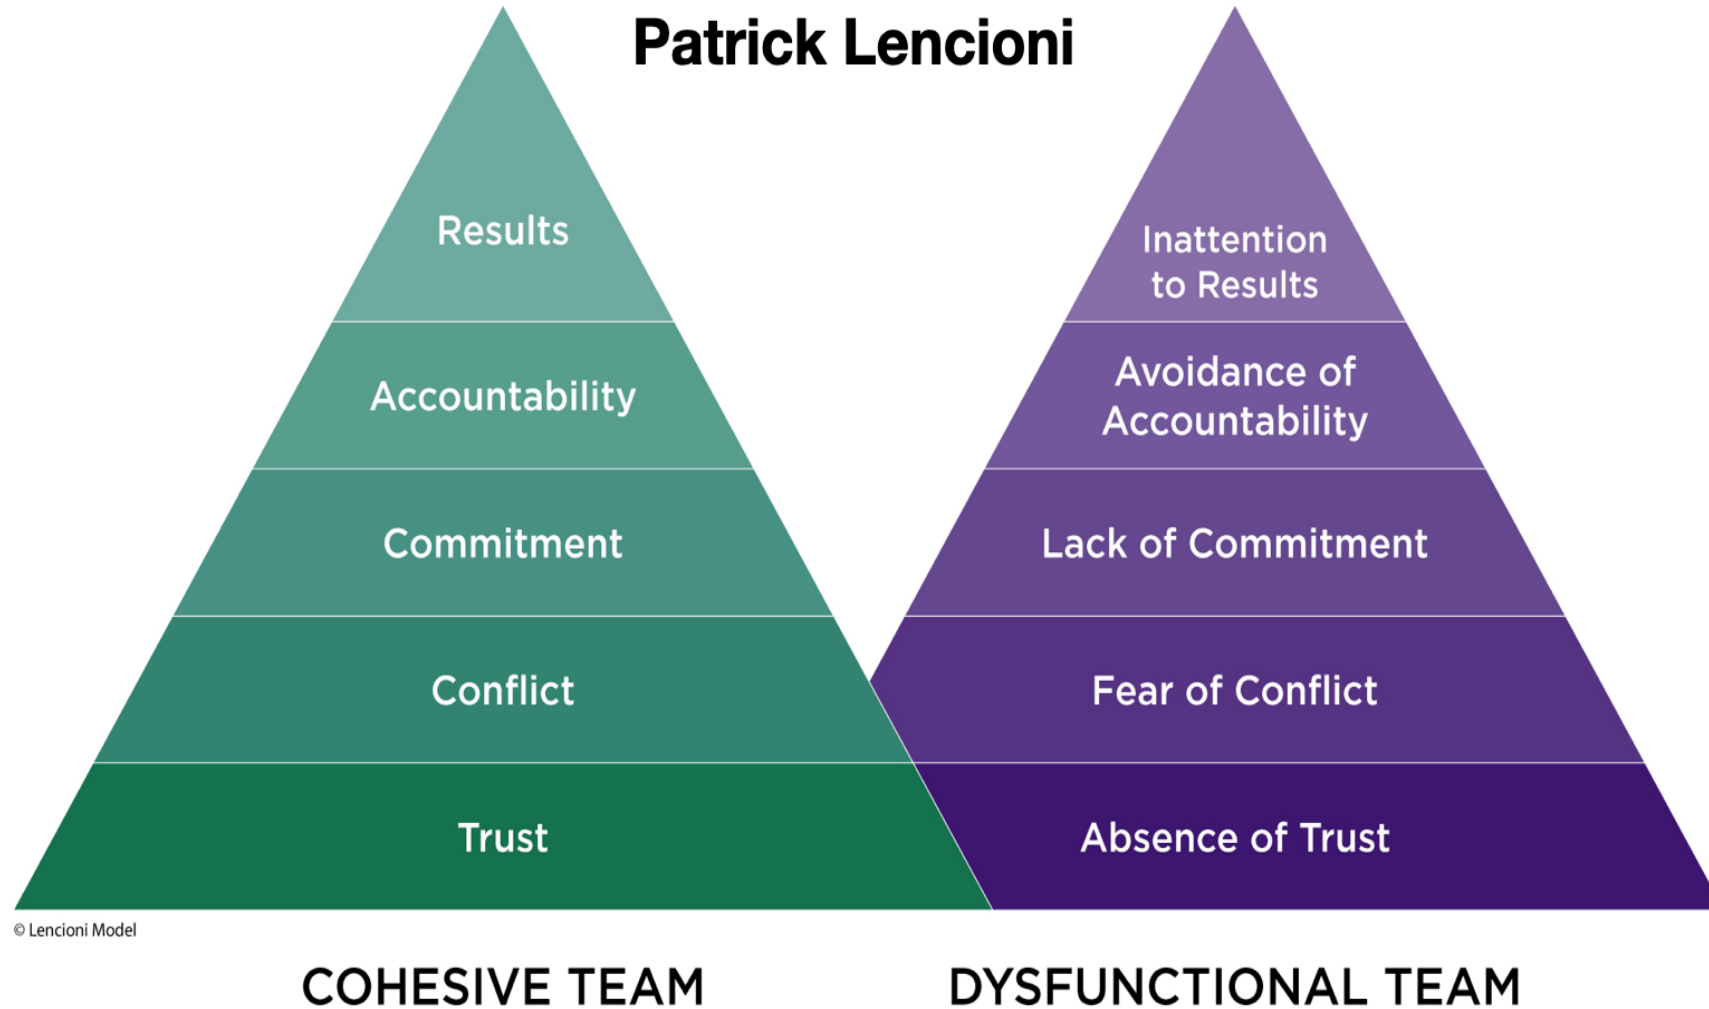 Patrick Lencioni
Results
Accountability
Commitment
Conflict
Trust
Inattention
to Results
Avoidance of
Accountability
Lack of Commitment
Fear of Conflict
Absence of Trust
© Lencioni Model
COHESIVE TEAM
DYSFUNCTIONAL TEAM